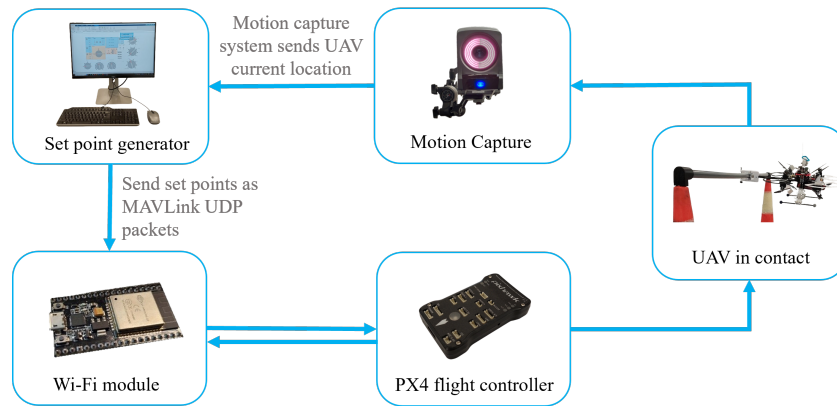 Motion capture
system sends UAV
current location
Set point generator
Motion Capture
Send set points as
MAVLink UDP
packets
UAV in contact
Wi-Fi module
PX4 flight controller